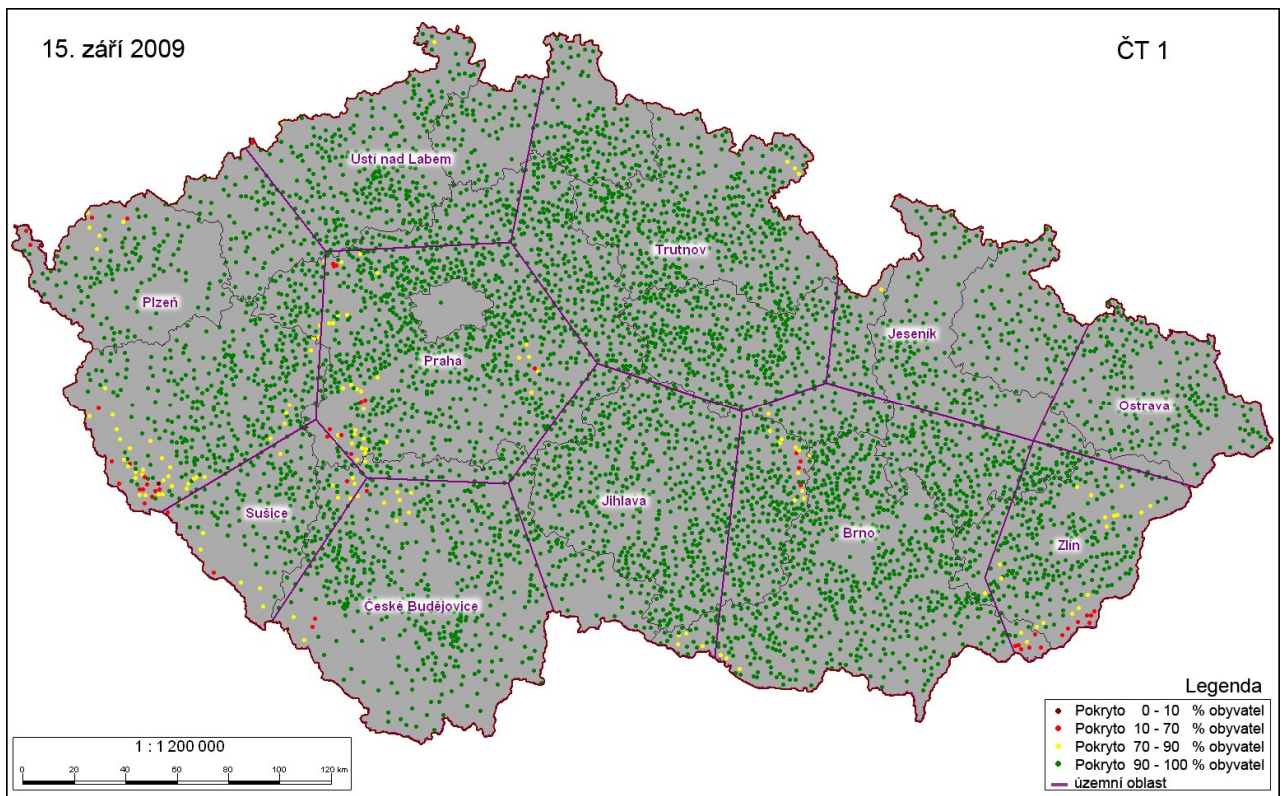 15. září 2009
ČT 1
Ústí nad Labem
Trutnov
Plzeň
Jeseník
Praha
Ostrava
Jihlava
Sušice
Brno
Zlín
České Budějovice
Legenda
Pokryto 0 - 10 % obyvatel
Pokryto 10 - 70 % obyvatel
Pokryto 70 - 90 % obyvatel
Pokryto 90 - 100 % obyvatel
územní oblast
1 : 1 200 000
0 20 40 60 80 100 120 km